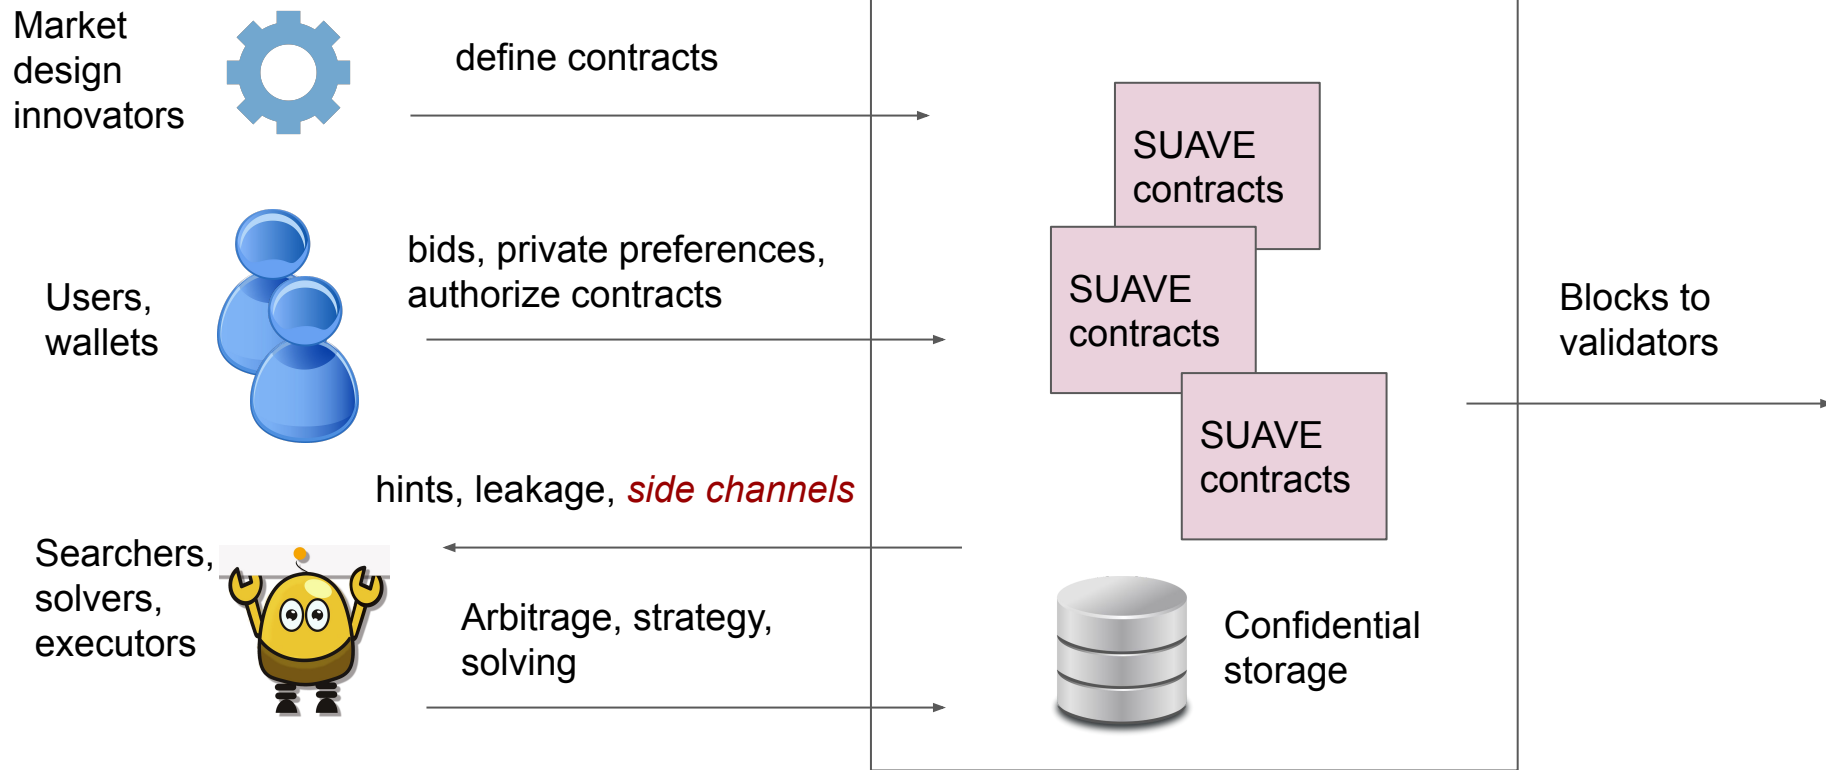 Market
design
innovators
define contracts
Users,
wallets
bids, private preferences,
authorize contracts
hints, leakage, side channels
Searchers,
solvers,
executors
Arbitrage, strategy,
solving
SUAVE
contracts
SUAVE
contracts
SUAVE
contracts
Confidential
storage
Blocks to
validators